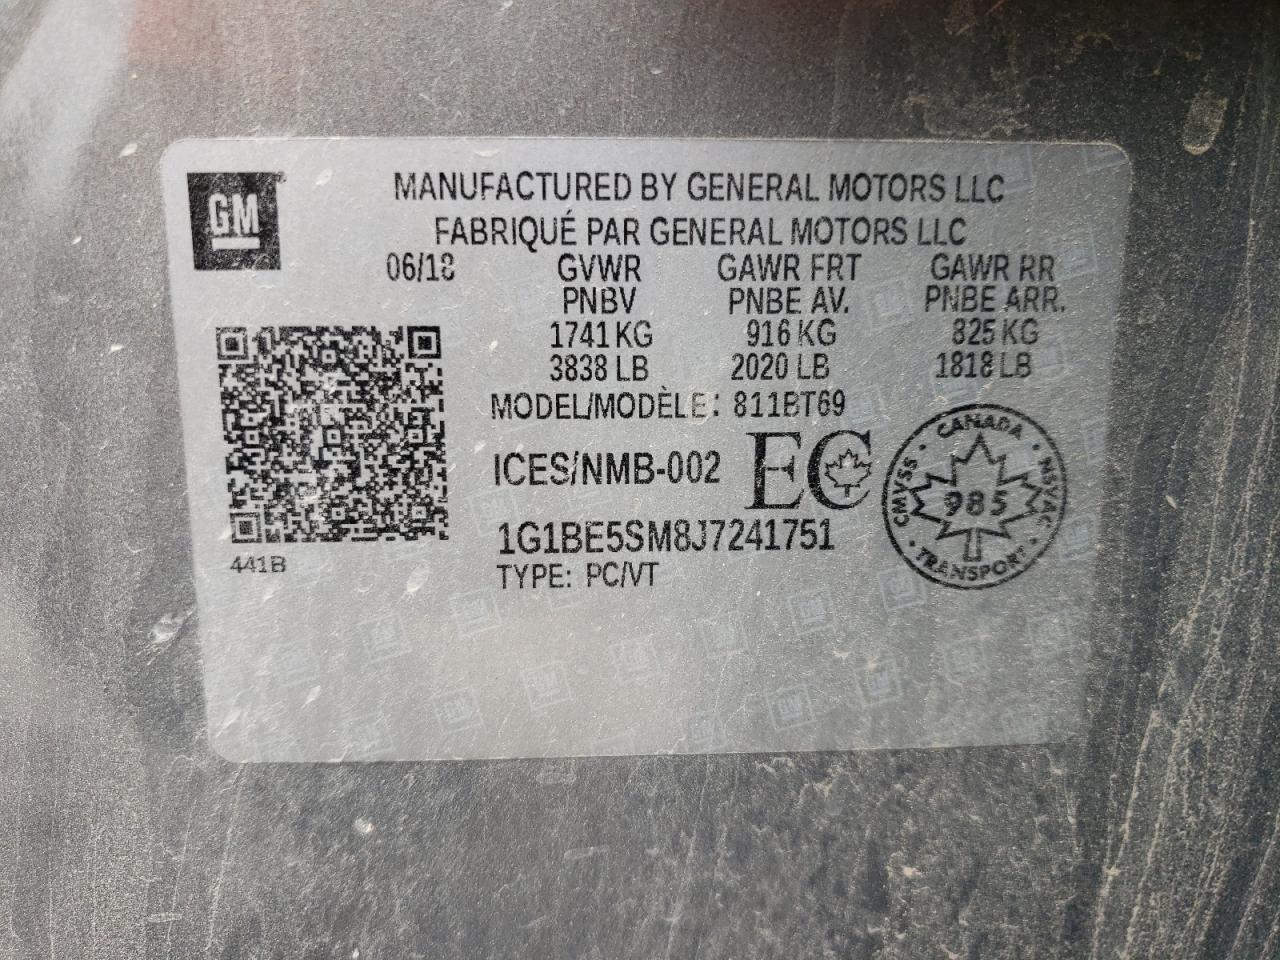 GM
MANUFACTURED BY GENERAL MOTORS LLC
FABRIQUÉ PAR GENERAL MOTORS LLC
06/18 GVWR GAWR FRT GAWR RR
PNBV PNBE AV. PNBE ARR.
1741 KG 916 KG 825 KG
3838 LB 2020 LB 1818 LB
MODEL/MODÈLE: 811BT69
ICES/NMB-002 EC
1G1BE5SM8J7241751
TYPE: PC/VT
441B
CANADA
CMVSS 985 NSVAC
TRANSPORT